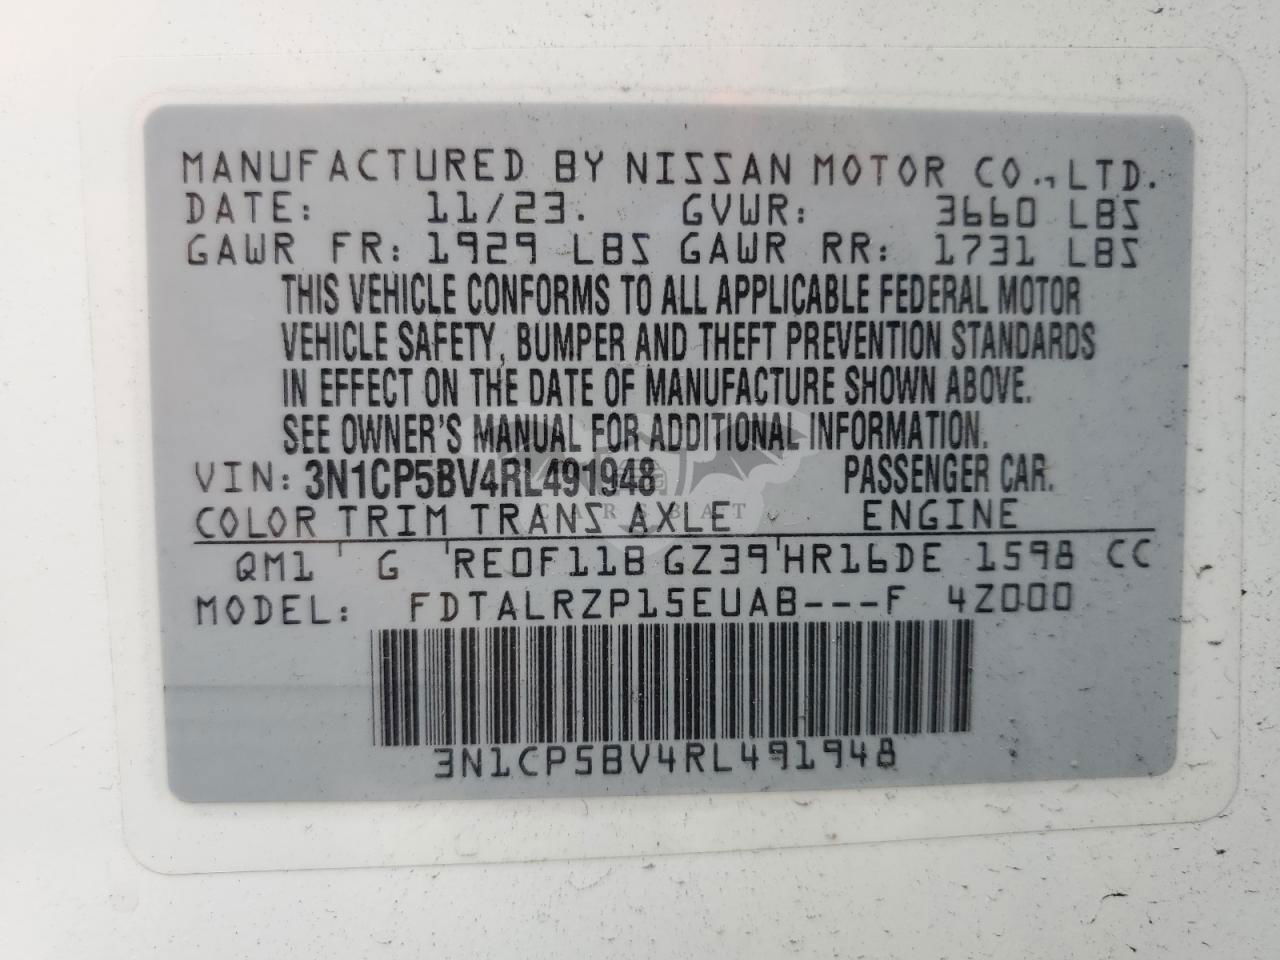 MANUFACTURED BY NISSAN MOTOR CO., LTD.
DATE: 11/23. GVWR: 3660 LBS
GAWR FR: 1929 LBS GAWR RR: 1731 LBS
THIS VEHICLE CONFORMS TO ALL APPLICABLE FEDERAL MOTOR
VEHICLE SAFETY, BUMPER AND THEFT PREVENTION STANDARDS
IN EFFECT ON THE DATE OF MANUFACTURE SHOWN ABOVE.
SEE OWNER'S MANUAL FOR ADDITIONAL INFORMATION.
VIN: 3N1CP5BV4RL491948 PASSENGER CAR.
CARSBAT
COLOR TRIM TRANS AXLE ENGINE
QM1 G RE0F11B GZ39 HR16DE 1598 CC
MODEL: FDTALRZP15EUAB---F 4Z000
3N1CP5BV4RL491948